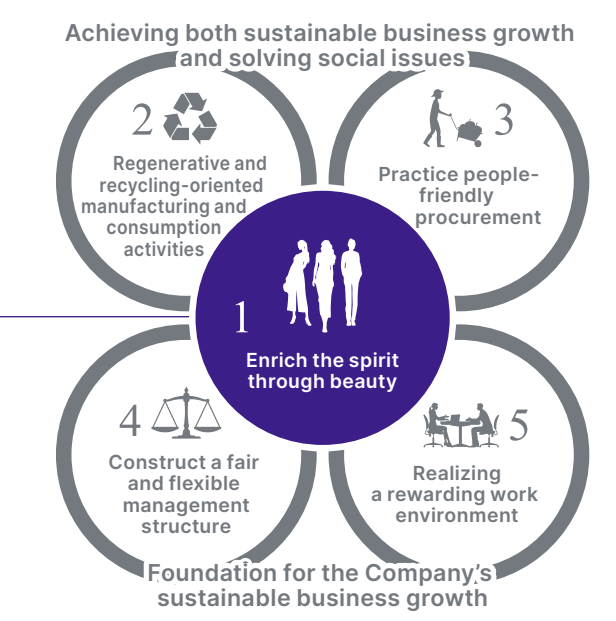 Achieving both sustainable business growth
and solving social issues
2
Regenerative and
recycling-oriented
manufacturing and
consumption
activities
3
Practice people-
friendly
procurement
1
Enrich the spirit
through beauty
4
Construct a fair
and flexible
management
structure
5
Realizing
a rewarding work
environment
Foundation for the Company's
sustainable business growth